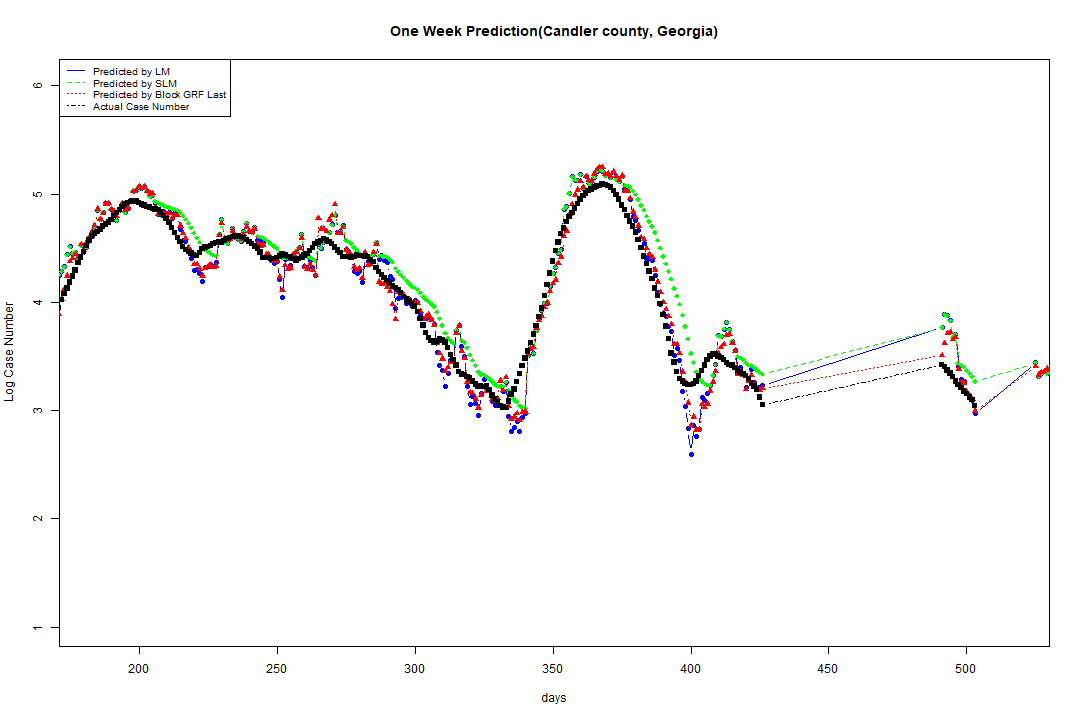 One Week Prediction(Candler county, Georgia)
Predicted by LM
Predicted by SLM
Predicted by Block GRF Last
Actual Case Number
6
5
4
3
2
1
Log Case Number
200 250 300 350 400 450 500
days